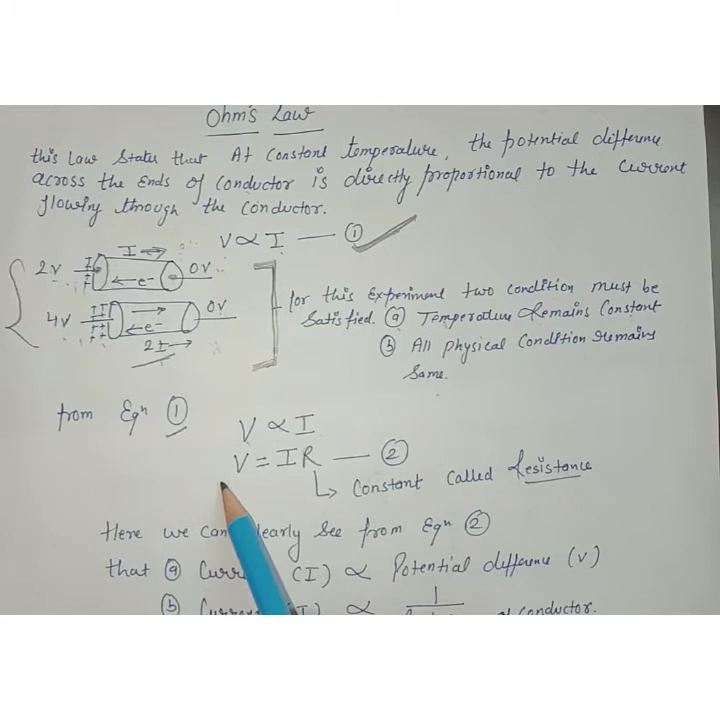 Ohm's Law
this Law States that At Constant temperature, the potential difference
across the Ends of Conductor is directly proportional to the Current
flowing through the Conductor.
V ∝ I — ①
I →
2V ++ ← e- 0V
4V ++ ++ → ← e- 0V
2I →
for this Experiment two condition must be
Satisfied. ⓐ Temperature Remains Constant
ⓑ All physical Condition remains
Same.
from Eqn ①
V ∝ I
V = IR — ②
↳ Constant Called Resistance
Here we can clearly See from Eqn ②
that ⓐ (I) ∝ Potential difference (V)
ⓑ ∝ 1 of Conductor.